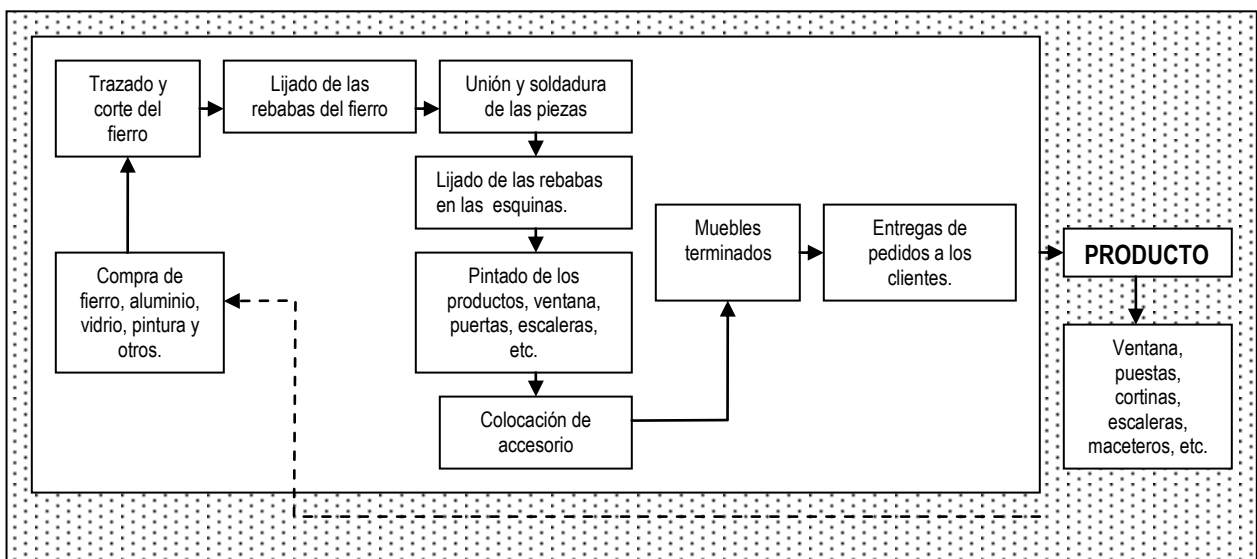 Trazado y
corte del
fierro
Lijado de las
rebabas del fierro
Unión y soldadura
de las piezas
Lijado de las rebabas
en las esquinas.
Muebles
terminados
Entregas de
pedidos a los
clientes.
PRODUCTO
Compra de
fierro, aluminio,
vidrio, pintura y
otros.
Pintado de los
productos, ventana,
puertas, escaleras,
etc.
Ventana,
puestas,
cortinas,
escaleras,
maceteros, etc.
Colocación de
accesorio